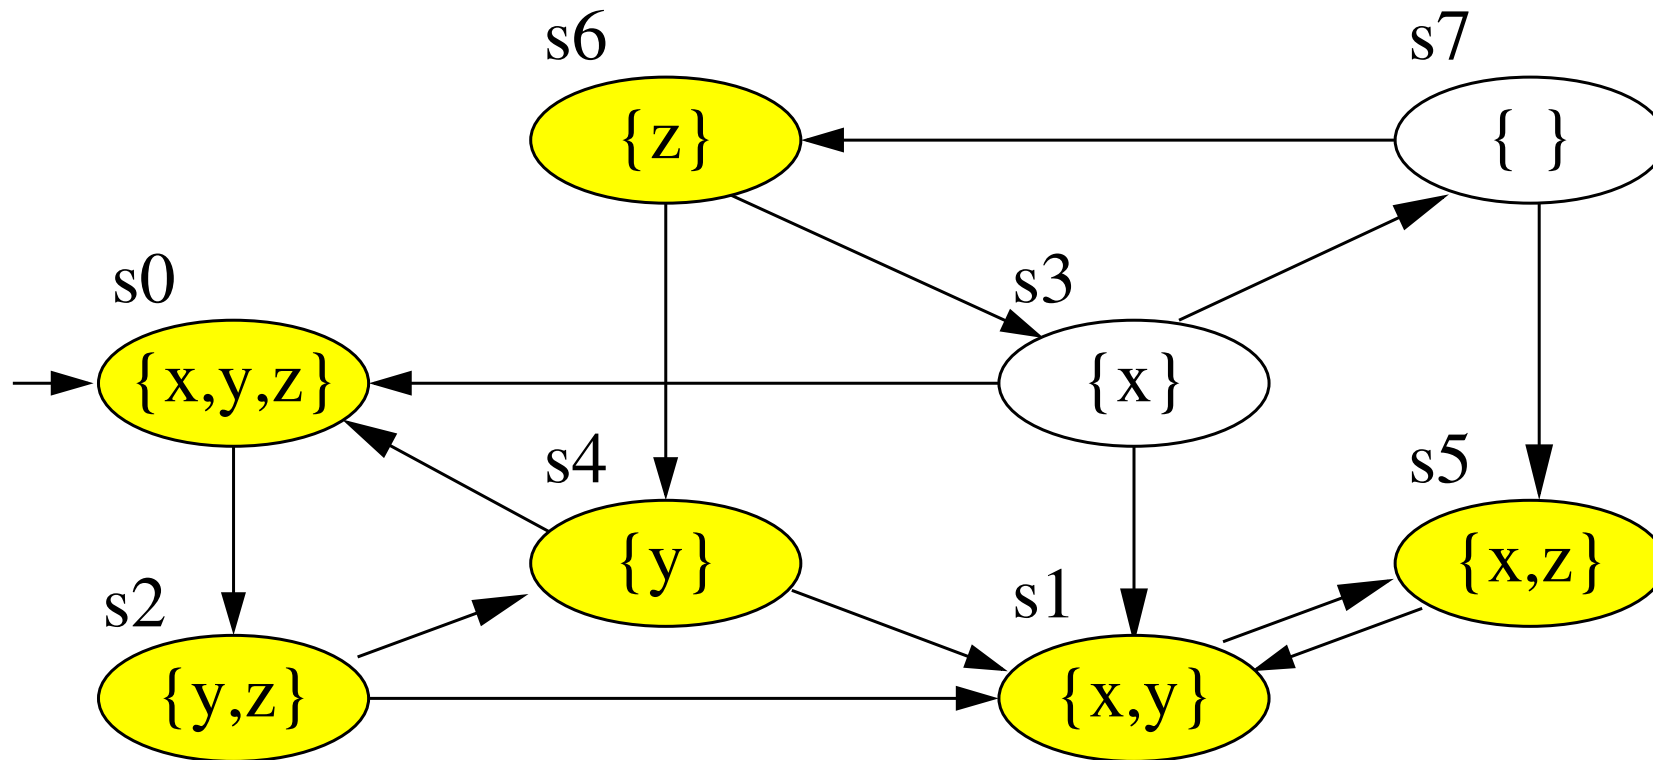 s6
s7
{z}
{ }
s0
s3
{x,y,z}
{x}
s4
s5
{y}
{x,z}
s2
s1
{y,z}
{x,y}